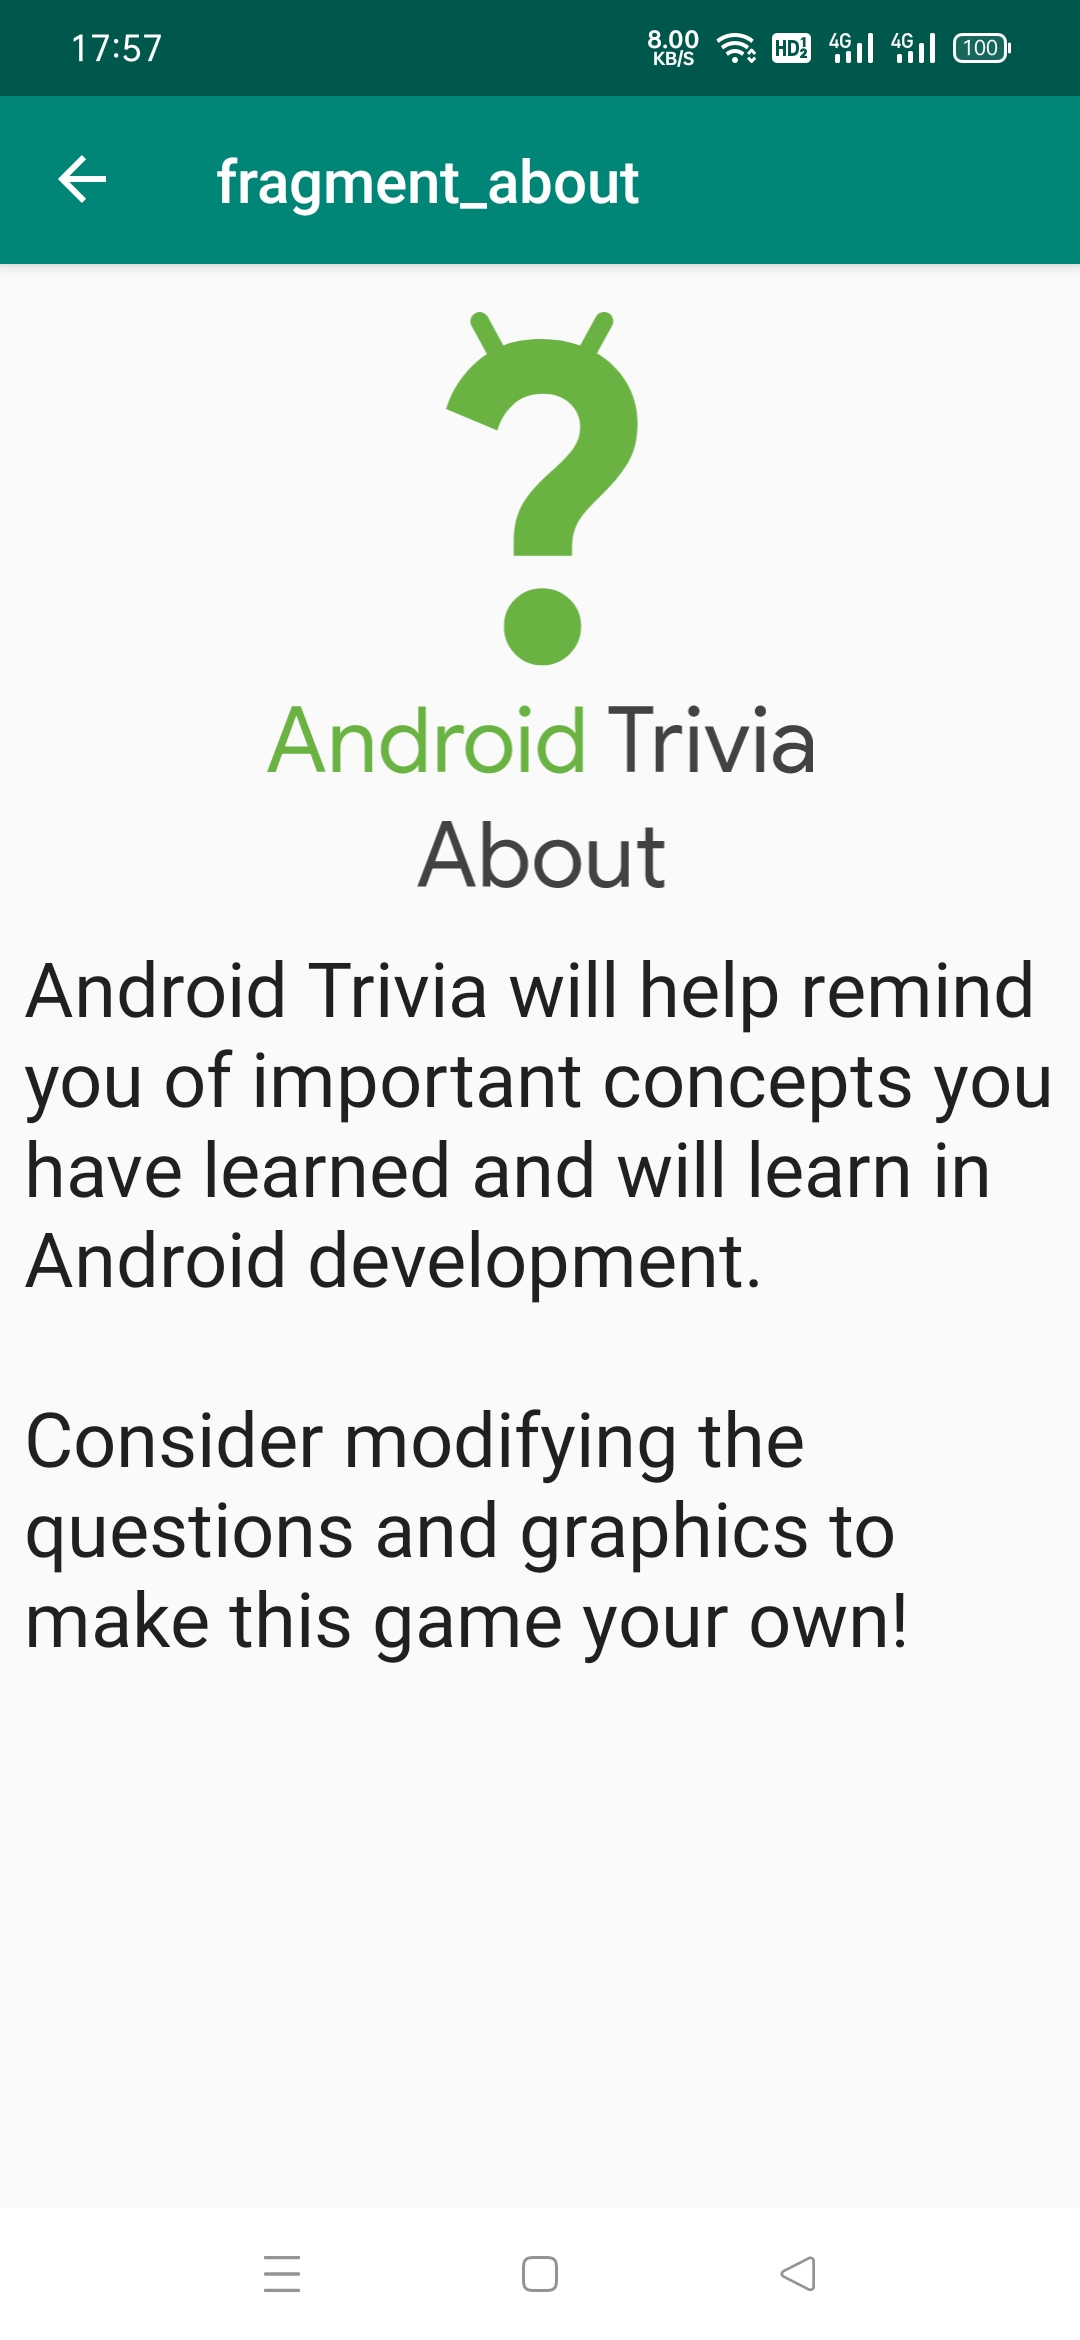 17:57
8.00
KB/S
HD 1 2
4G
4G
100
fragment_about
Android Trivia
About
Android Trivia will help remind
you of important concepts you
have learned and will learn in
Android development.
Consider modifying the
questions and graphics to
make this game your own!